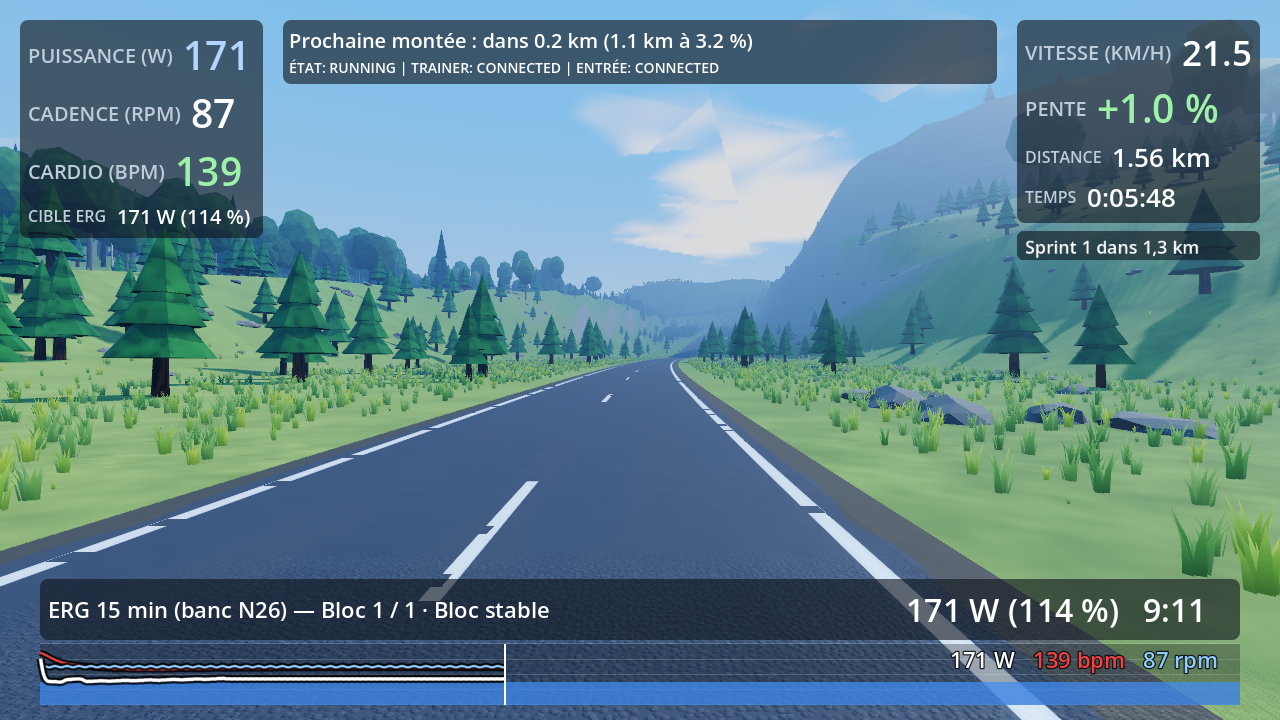 PUISSANCE (W) 171
CADENCE (RPM) 87
CARDIO (BPM) 139
CIBLE ERG 171 W (114 %)
Prochaine montée : dans 0.2 km (1.1 km à 3.2 %)
ÉTAT: RUNNING | TRAINER: CONNECTED | ENTRÉE: CONNECTED
VITESSE (KM/H) 21.5
PENTE +1.0 %
DISTANCE 1.56 km
TEMPS 0:05:48
Sprint 1 dans 1,3 km
ERG 15 min (banc N26) — Bloc 1 / 1 · Bloc stable 171 W (114 %) 9:11
171 W 139 bpm 87 rpm